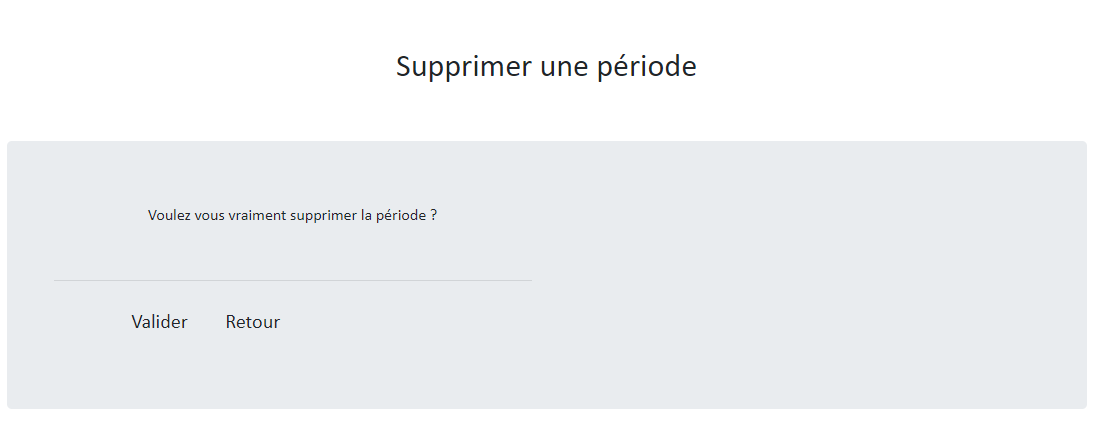 Supprimer une période
Voulez vous vraiment supprimer la période ?
Valider Retour